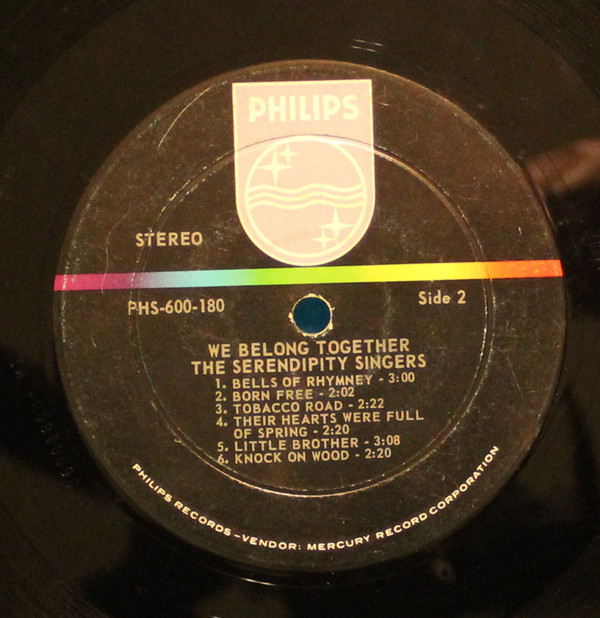 PHILIPS
STEREO
PHS-600-180
Side 2
WE BELONG TOGETHER
THE SERENDIPITY SINGERS
1. BELLS OF RHYMNEY - 3:00
2. BORN FREE - 2:02
3. TOBACCO ROAD - 2:22
4. THEIR HEARTS WERE FULL
OF SPRING - 2:20
5. LITTLE BROTHER - 3:08
6. KNOCK ON WOOD - 2:20
PHILIPS RECORDS - VENDOR: MERCURY RECORD CORPORATION